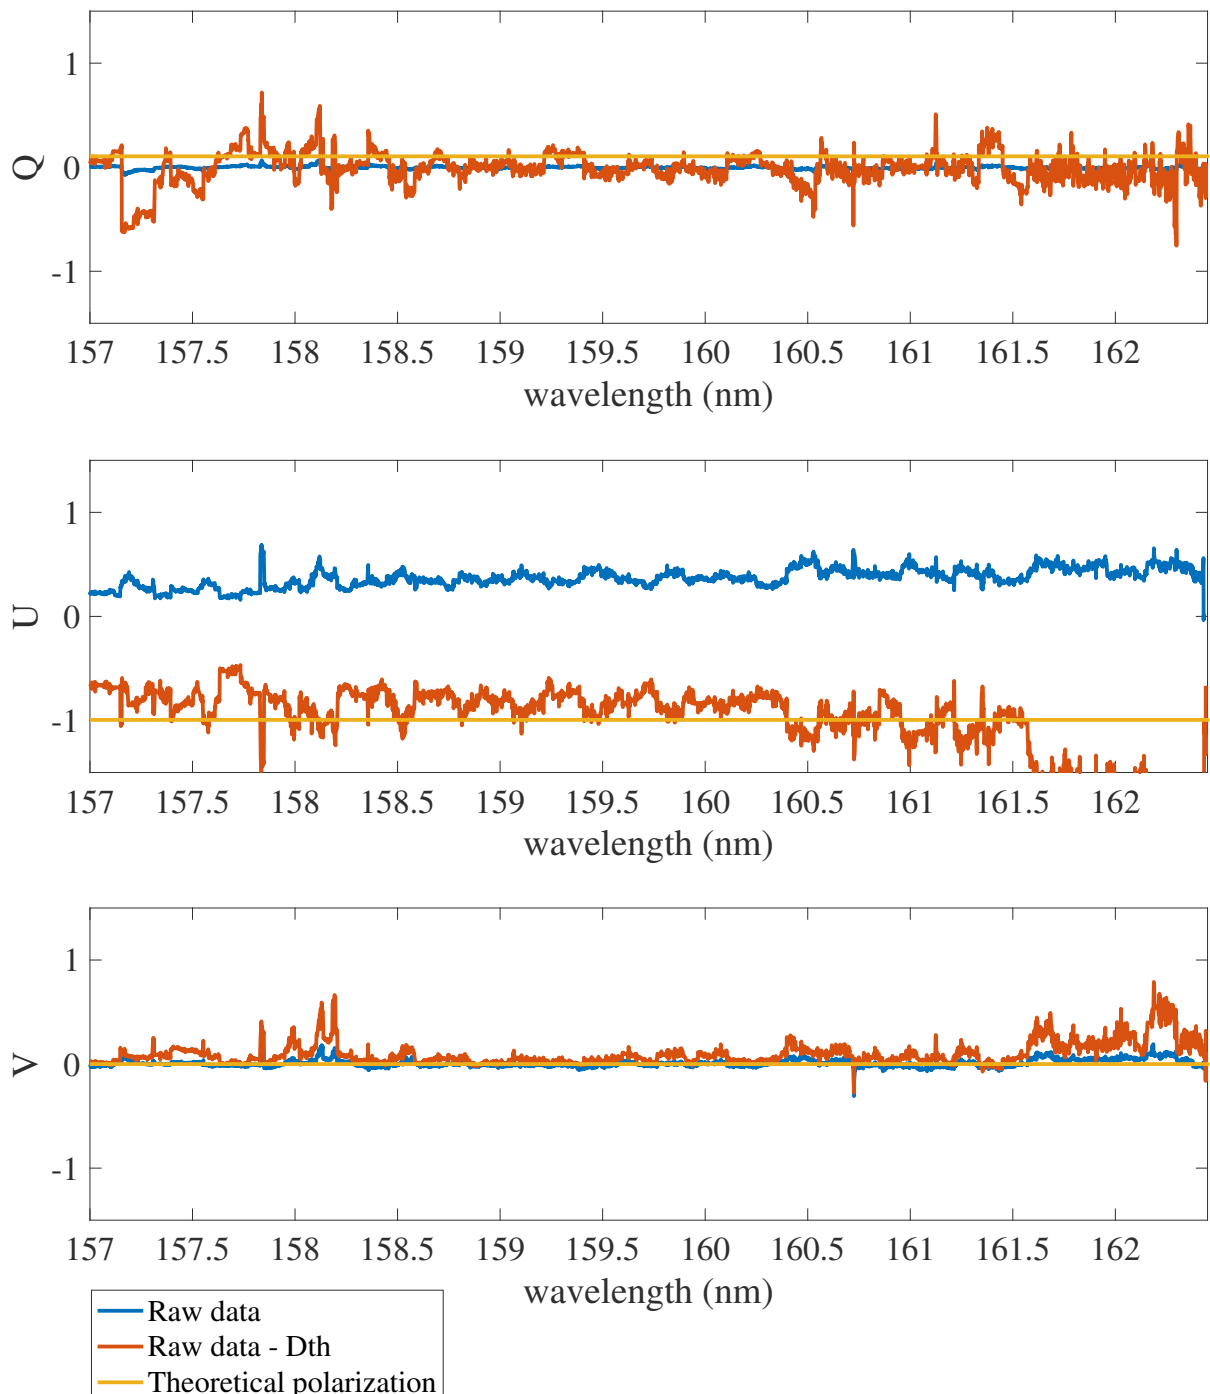 1
0
-1
Q
157 157.5 158 158.5 159 159.5 160 160.5 161 161.5 162
wavelength (nm)
1
0
-1
U
157 157.5 158 158.5 159 159.5 160 160.5 161 161.5 162
wavelength (nm)
1
0
-1
V
157 157.5 158 158.5 159 159.5 160 160.5 161 161.5 162
wavelength (nm)
Raw data
Raw data - Dth
Theoretical polarization